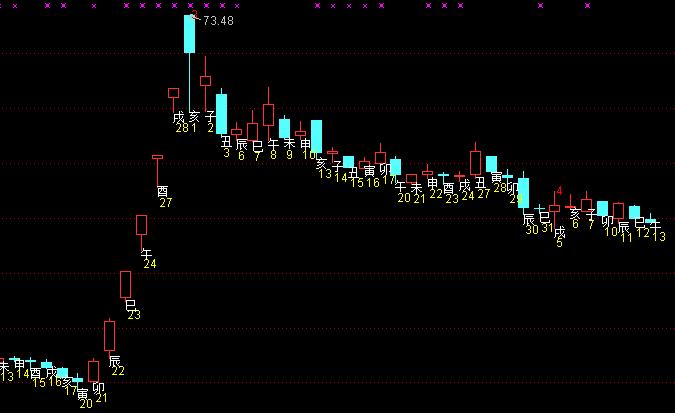 3
73.48
未
13
申
14
酉
15
戌
16
亥
17
寅
20
卯
21
辰
22
巳
23
午
24
酉
27
戌
28
亥
1
子
2
丑
3
辰
6
巳
7
午
8
未
9
申
10
亥
13
子
14
丑
15
寅
16
卯
17
午
20
未
21
申
22
酉
23
戌
24
丑
27
寅
28
卯
29
辰
30
巳
31
4
戌
5
亥
6
子
7
卯
10
辰
11
巳
12
午
13